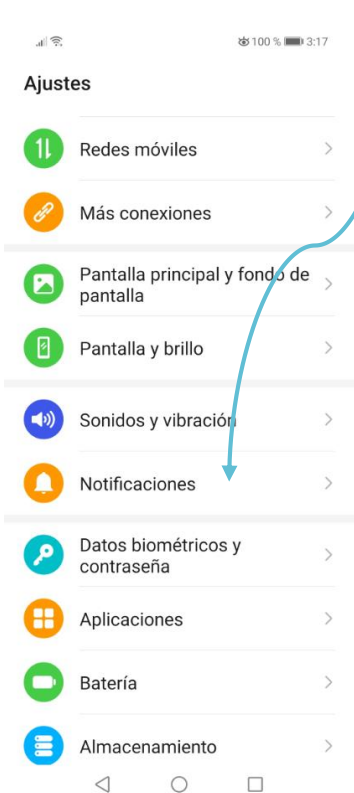 100 % 3:17
Ajustes
Redes móviles
Más conexiones
Pantalla principal y fondo de
pantalla
Pantalla y brillo
Sonidos y vibración
Notificaciones
Datos biométricos y
contraseña
Aplicaciones
Batería
Almacenamiento